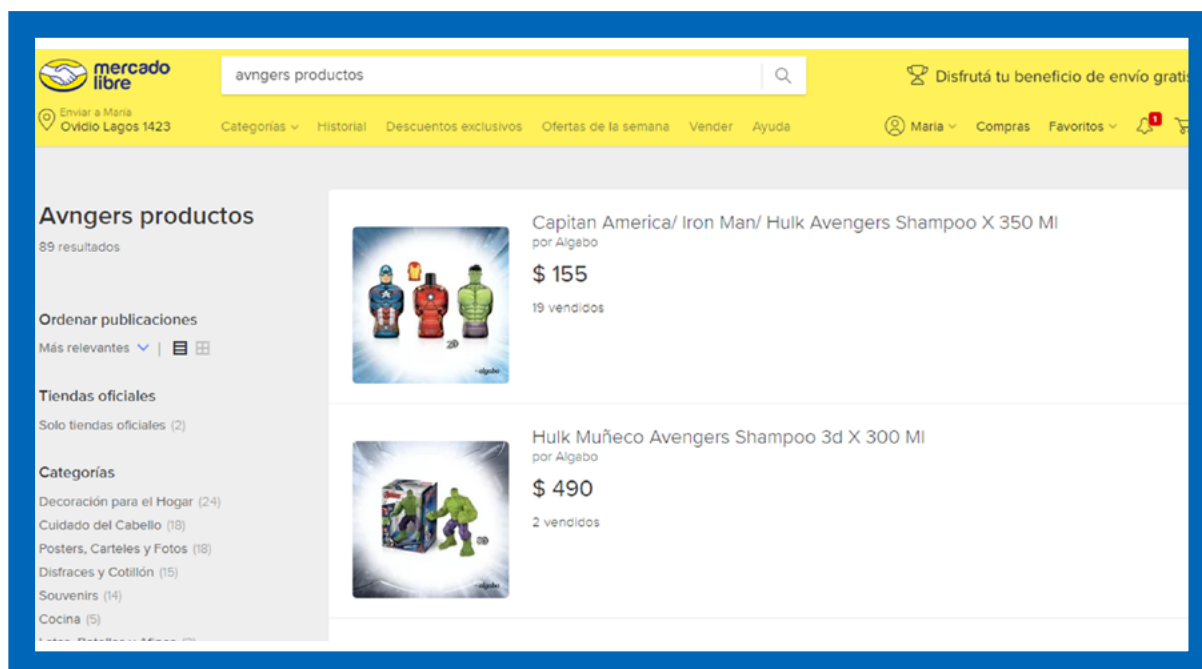 mercado
libre
avngers productos
Disfrutá tu beneficio de envío gratis
Enviar a Maria
Ovidio Lagos 1423
Categorías Historial Descuentos exclusivos Ofertas de la semana Vender Ayuda
Maria Compras Favoritos 1
Avngers productos
89 resultados
Ordenar publicaciones
Más relevantes |
Tiendas oficiales
Solo tiendas oficiales (2)
Categorías
Decoración para el Hogar (24)
Cuidado del Cabello (18)
Posters, Carteles y Fotos (18)
Disfraces y Cotillón (15)
Souvenirs (14)
Cocina (5)
Capitan America/ Iron Man/ Hulk Avengers Shampoo X 350 Ml
por Algabo
$ 155
19 vendidos
algabo
Hulk Muñeco Avengers Shampoo 3d X 300 Ml
por Algabo
$ 490
2 vendidos
algabo